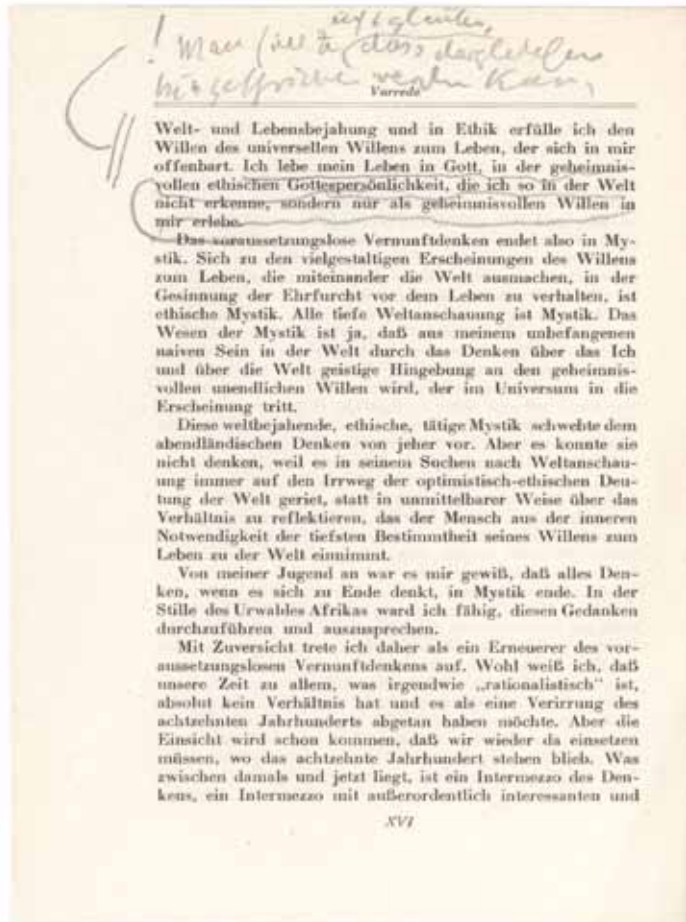 !
Man soll
dass dergleichen
Vorrede
Welt- und Lebensbejahung und in Ethik erfülle ich den
Willen des universellen Willens zum Leben, der sich in mir
offenbart. Ich lebe mein Leben in Gott, in der geheimnis-
vollen ethischen Gottespersönlichkeit, die ich so in der Welt
nicht erkenne, sondern nur als geheimnisvollen Willen in
mir erlebe.
Das voraussetzungslose Vernunftdenken endet also in My-
stik. Sich zu den vielgestaltigen Erscheinungen des Willens
zum Leben, die miteinander die Welt ausmachen, in der
Gesinnung der Ehrfurcht vor dem Leben zu verhalten, ist
ethische Mystik. Alle tiefe Weltanschauung ist Mystik. Das
Wesen der Mystik ist ja, daß aus meinem unbefangenen
naiven Sein in der Welt durch das Denken über das Ich
und über die Welt geistige Hingebung an den geheimnis-
vollen unendlichen Willen wird, der im Universum in die
Erscheinung tritt.
Diese weltbejahende, ethische, tätige Mystik schwebte dem
abendländischen Denken von jeher vor. Aber es konnte sie
nicht denken, weil es in seinem Suchen nach Weltanschau-
ung immer auf den Irrweg der optimistisch-ethischen Deu-
tung der Welt geriet, statt in unmittelbarer Weise über das
Verhältnis zu reflektieren, das der Mensch aus der inneren
Notwendigkeit der tiefsten Bestimmtheit seines Willens zum
Leben zu der Welt einnimmt.
Von meiner Jugend an war es mir gewiß, daß alles Den-
ken, wenn es sich zu Ende denkt, in Mystik ende. In der
Stille des Urwaldes Afrikas ward ich fähig, diesen Gedanken
durchzuführen und auszusprechen.
Mit Zuversicht trete ich daher als ein Erneuerer des vor-
aussetzungslosen Vernunftdenkens auf. Wohl weiß ich, daß
unsere Zeit zu allem, was irgendwie „rationalistisch“ ist,
absolut kein Verhältnis hat und es als eine Verirrung des
achtzehnten Jahrhunderts abgetan haben möchte. Aber die
Einsicht wird schon kommen, daß wir wieder da einsetzen
müssen, wo das achtzehnte Jahrhundert stehen blieb. Was
zwischen damals und jetzt liegt, ist ein Intermezzo des Den-
kens, ein Intermezzo mit außerordentlich interessanten und
XVI